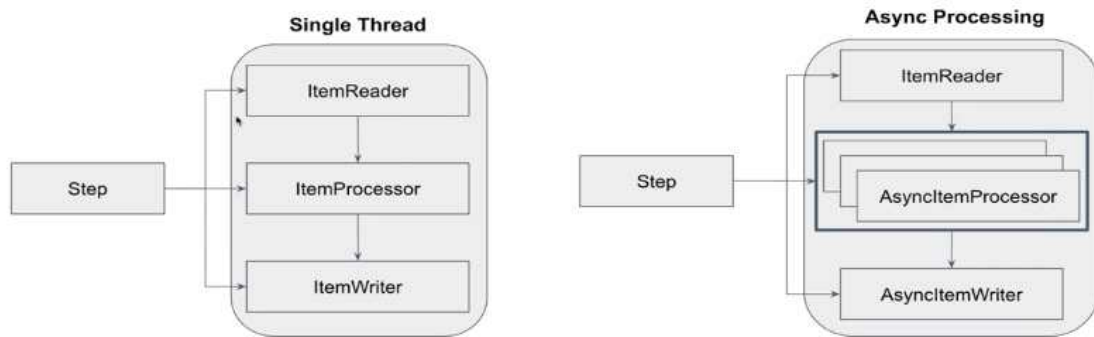 Single Thread
ItemReader
Step
ItemProcessor
ItemWriter
Async Processing
ItemReader
Step
AsyncItemProcessor
AsyncItemWriter